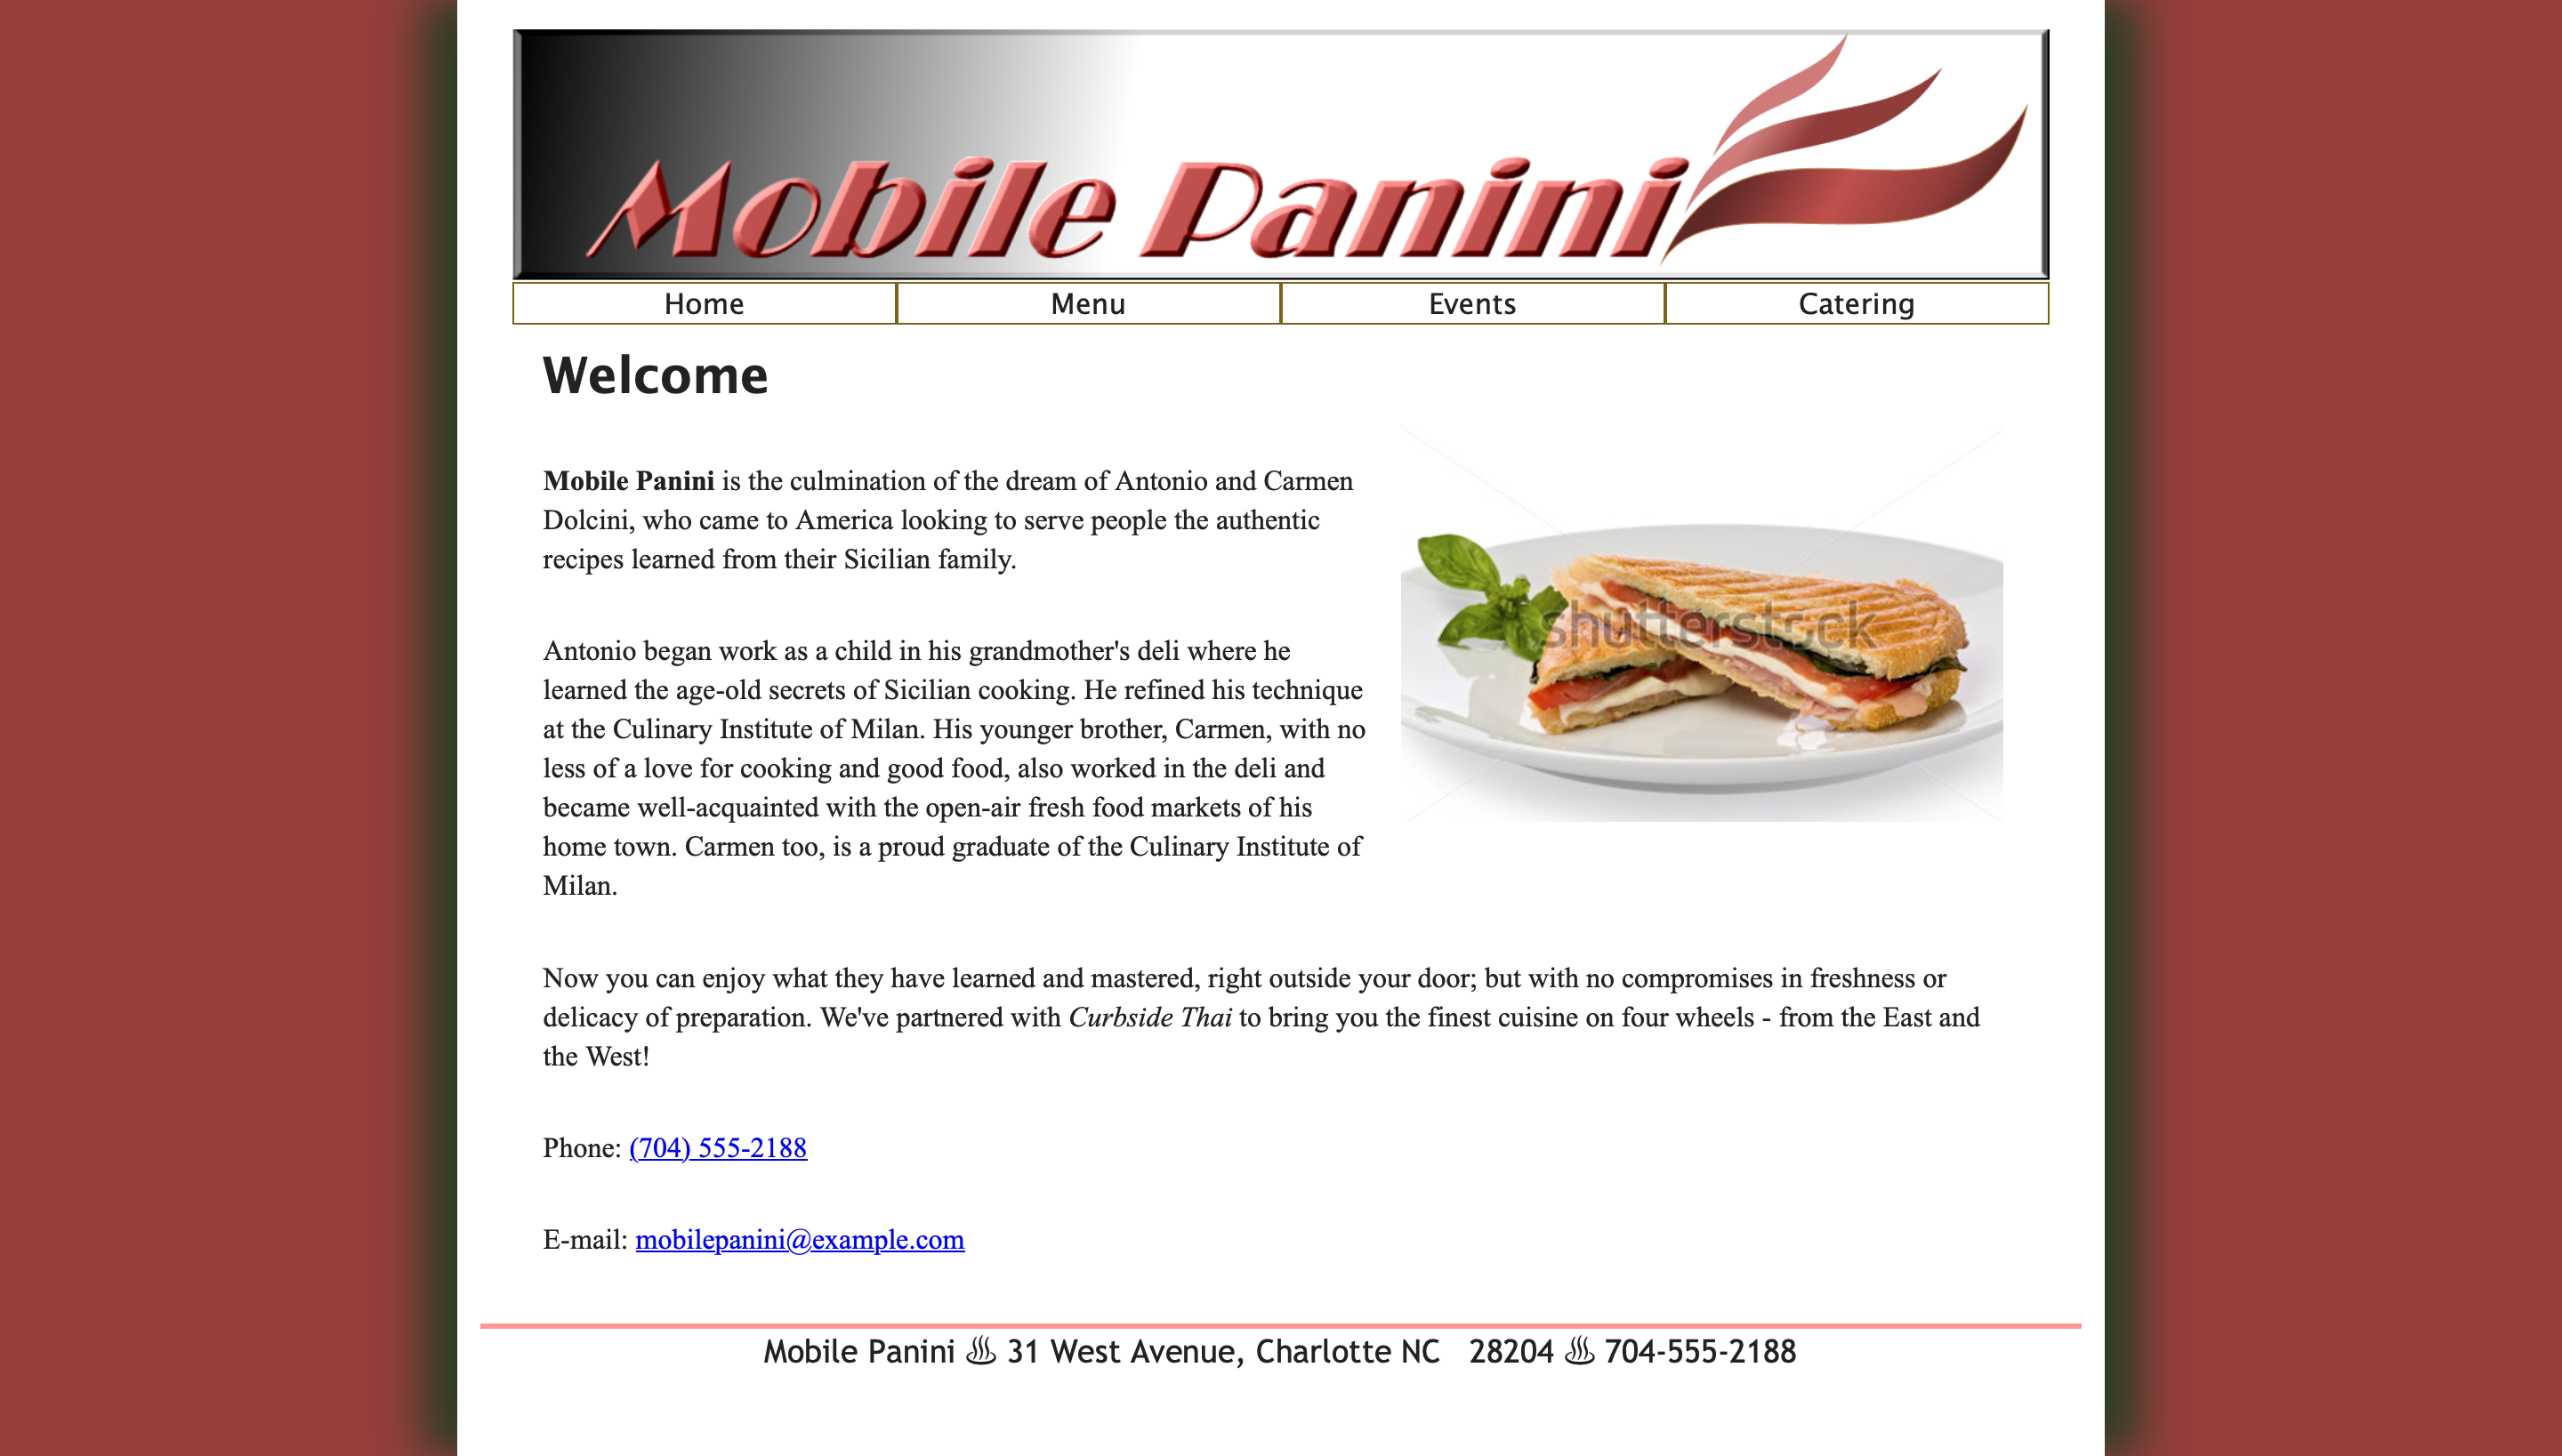 Mobile Panini
Home Menu Events Catering
Welcome
Mobile Panini is the culmination of the dream of Antonio and Carmen
Dolcini, who came to America looking to serve people the authentic
recipes learned from their Sicilian family.
shutterstock
Antonio began work as a child in his grandmother's deli where he
learned the age-old secrets of Sicilian cooking. He refined his technique
at the Culinary Institute of Milan. His younger brother, Carmen, with no
less of a love for cooking and good food, also worked in the deli and
became well-acquainted with the open-air fresh food markets of his
home town. Carmen too, is a proud graduate of the Culinary Institute of
Milan.
Now you can enjoy what they have learned and mastered, right outside your door; but with no compromises in freshness or
delicacy of preparation. We've partnered with Curbside Thai to bring you the finest cuisine on four wheels - from the East and
the West!
Phone: (704) 555-2188
E-mail: mobilepanini@example.com
Mobile Panini ♨ 31 West Avenue, Charlotte NC 28204 ♨ 704-555-2188